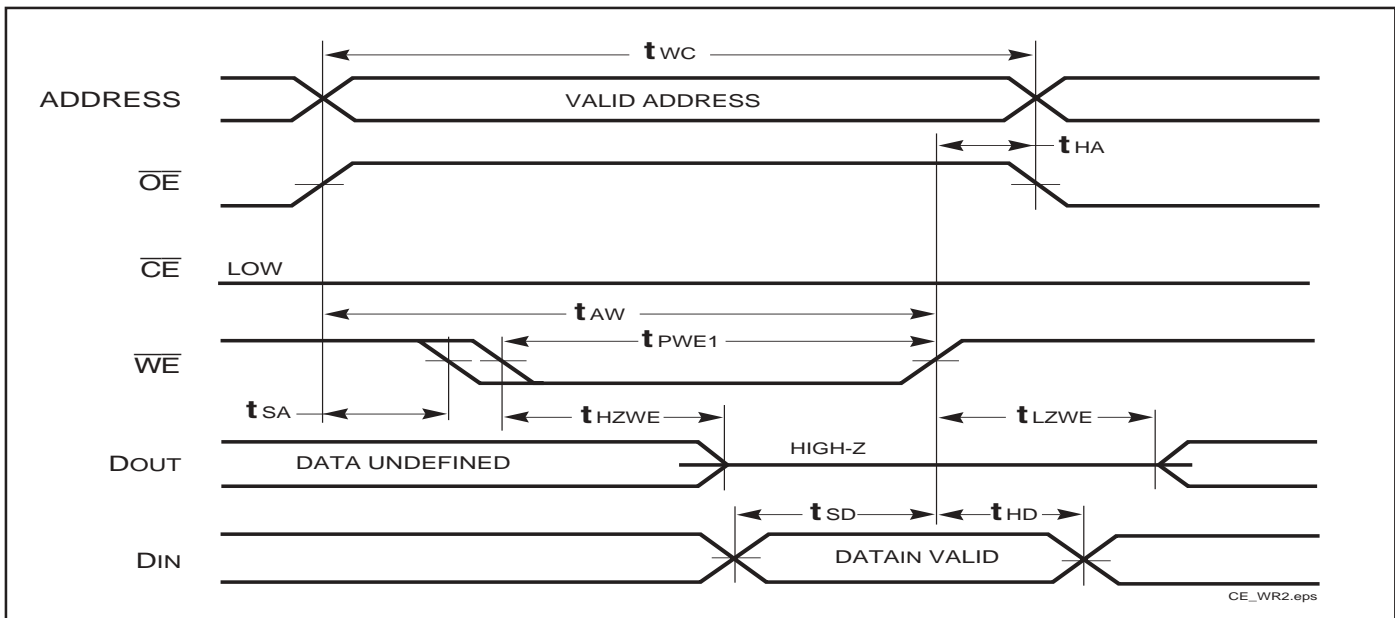 t WC
ADDRESS
VALID ADDRESS
t HA
OE
CE
LOW
t AW
WE
t PWE1
t SA
t HZWE
t LZWE
DOUT
DATA UNDEFINED
HIGH-Z
t SD
t HD
DIN
DATAIN VALID
CE_WR2.eps